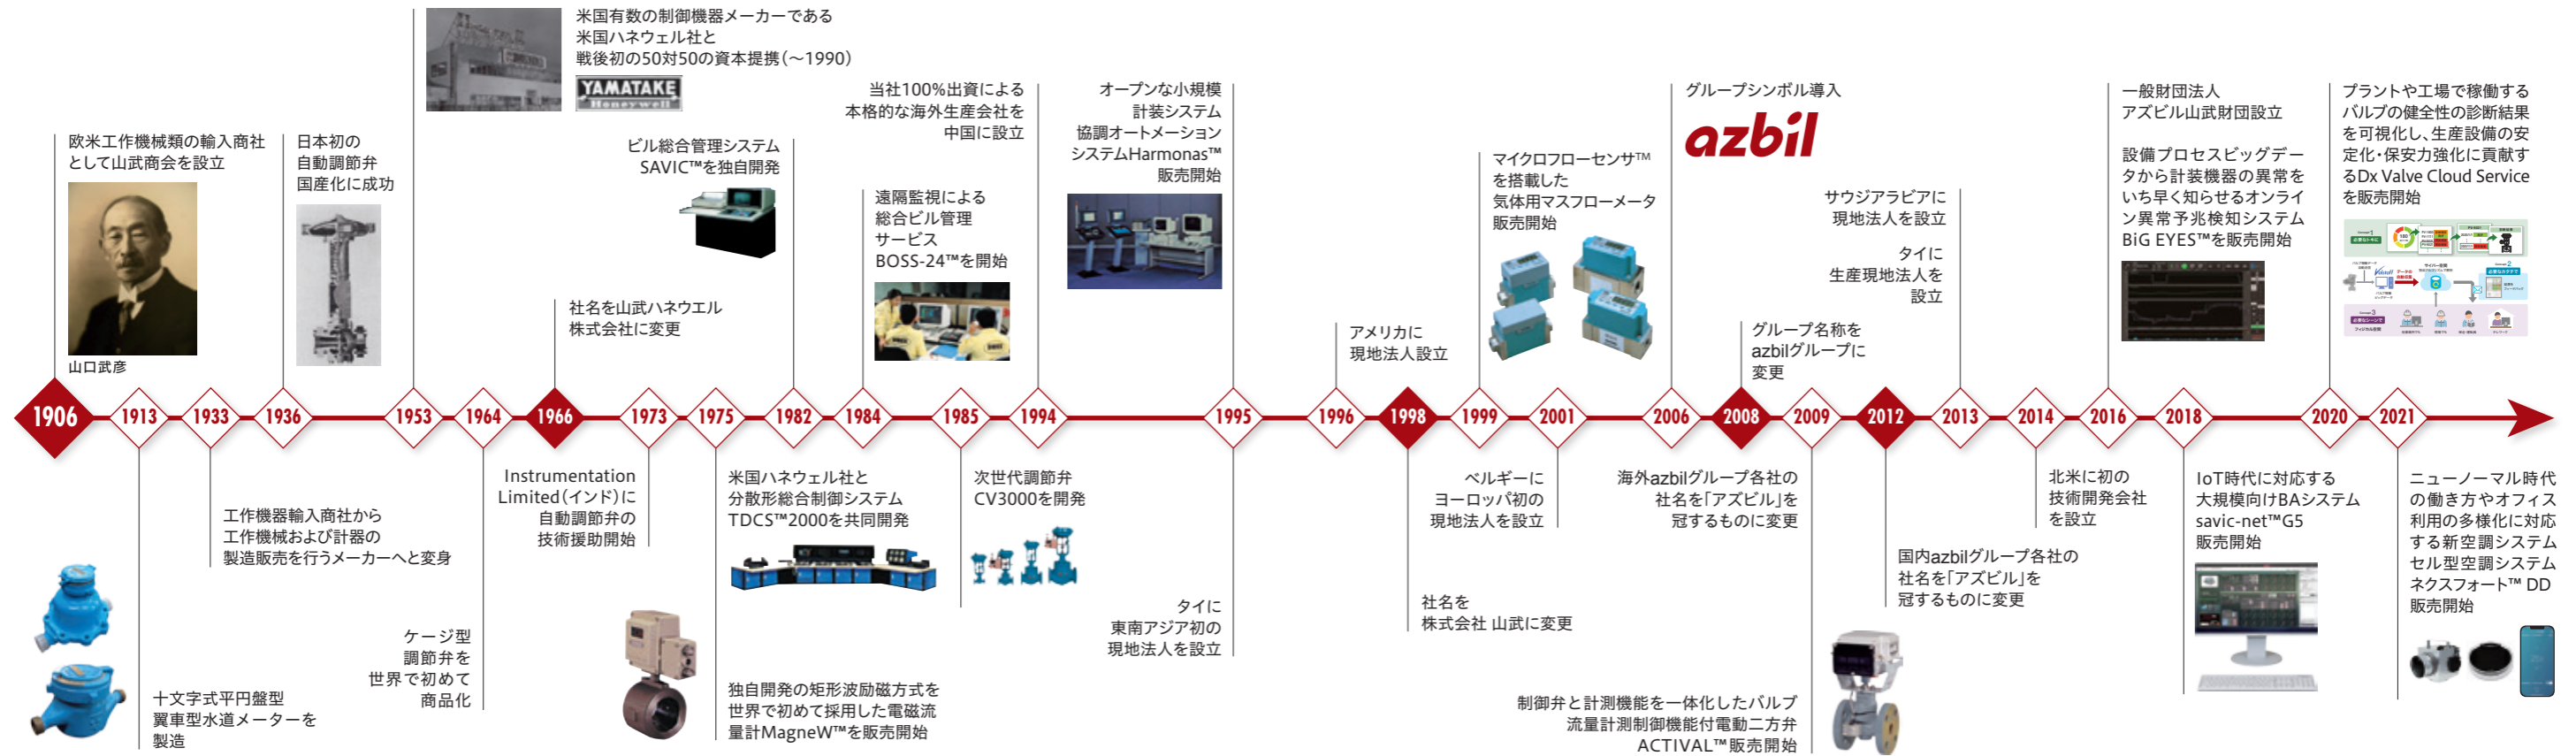 欧米工作機械類の輸入商社
として山武商会を設立
山口武彦
日本初の
自動調節弁
国産化に成功
米国有数の制御機器メーカーである
米国ハネウェル社と
戦後初の50対50の資本提携(〜1990)
YAMATAKE
Honeywell
社名を山武ハネウエル
株式会社に変更
ビル総合管理システム
SAVIC™を独自開発
遠隔監視による
総合ビル管理
サービス
BOSS-24™を開始
当社100%出資による
本格的な海外生産会社を
中国に設立
オープンな小規模
計装システム
協調オートメーション
システムHarmonas™
販売開始
アメリカに
現地法人設立
マイクロフローセンサ™
を搭載した
気体用マスフローメータ
販売開始
グループシンボル導入
azbil
グループ名称を
azbilグループに
変更
サウジアラビアに
現地法人を設立
タイに
生産現地法人を
設立
一般財団法人
アズビル山武財団設立
設備プロセスビッグデー
タから計装機器の異常を
いち早く知らせるオンライ
ン異常予兆検知システム
BiG EYES™を販売開始
プラントや工場で稼働する
バルブの健全性の診断結果
を可視化し、生産設備の安
定化・保安力強化に貢献す
るDx Valve Cloud Service
を販売開始
1906
1913
1933
1936
1953
1964
1966
1973
1975
1982
1984
1985
1994
1995
1996
1998
1999
2001
2006
2008
2009
2012
2013
2014
2016
2018
2020
2021
十文字式平円盤型
翼車型水道メーターを
製造
工作機器輸入商社から
工作機械および計器の
製造販売を行うメーカーへと変身
ケージ型
調節弁を
世界で初めて
商品化
Instrumentation
Limited(インド)に
自動調節弁の
技術援助開始
米国ハネウェル社と
分散形総合制御システム
TDCS™2000を共同開発
独自開発の矩形波励磁方式を
世界で初めて採用した電磁流
量計MagneW™を販売開始
次世代調節弁
CV3000を開発
タイに
東南アジア初の
現地法人を設立
社名を
株式会社 山武に変更
ベルギーに
ヨーロッパ初の
現地法人を設立
海外azbilグループ各社の
社名を「アズビル」を
冠するものに変更
制御弁と計測機能を一体化したバルブ
流量計測制御機能付電動二方弁
ACTIVAL™販売開始
国内azbilグループ各社の
社名を「アズビル」を
冠するものに変更
北米に初の
技術開発会社
を設立
IoT時代に対応する
大規模向けBAシステム
savic-net™G5
販売開始
ニューノーマル時代
の働き方やオフィス
利用の多様化に対応
する新空調システム
セル型空調システム
ネクスフォート™ DD
販売開始